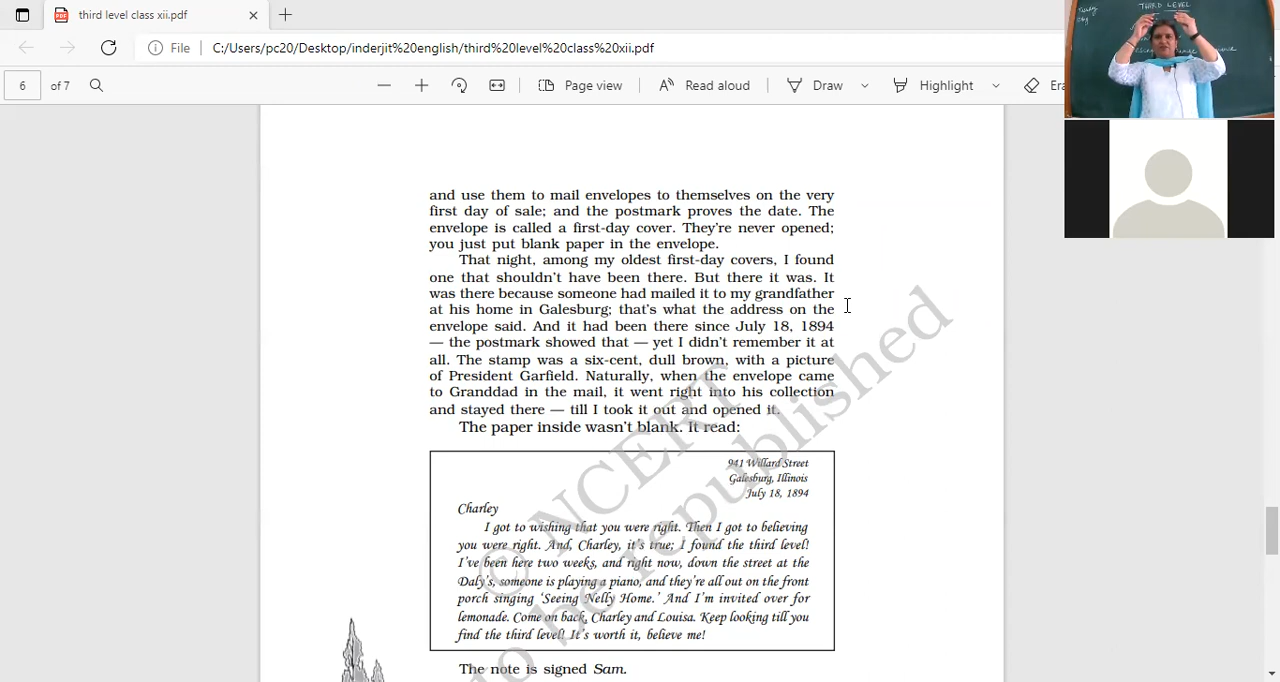 third level class xii.pdf
File C:/Users/pc20/Desktop/inderjit%20english/third%20level%20class%20xii.pdf
6 of 7 Page view Read aloud Draw Highlight Era
THIRD LEVEL
and use them to mail envelopes to themselves on the very
first day of sale; and the postmark proves the date. The
envelope is called a first-day cover. They're never opened;
you just put blank paper in the envelope.
That night, among my oldest first-day covers, I found
one that shouldn't have been there. But there it was. It
was there because someone had mailed it to my grandfather
at his home in Galesburg; that's what the address on the
envelope said. And it had been there since July 18, 1894
— the postmark showed that — yet I didn't remember it at
all. The stamp was a six-cent, dull brown, with a picture
of President Garfield. Naturally, when the envelope came
to Granddad in the mail, it went right into his collection
and stayed there — till I took it out and opened it.
The paper inside wasn't blank. It read:
941 Willard Street
Galesburg, Illinois
July 18, 1894
Charley
I got to wishing that you were right. Then I got to believing
you were right. And, Charley, it's true; I found the third level!
I've been here two weeks, and right now, down the street at the
Daly's, someone is playing a piano, and they're all out on the front
porch singing 'Seeing Nelly Home.' And I'm invited over for
lemonade. Come on back, Charley and Louisa. Keep looking till you
find the third level! It's worth it, believe me!
The note is signed Sam.
© NCERT
to be republished